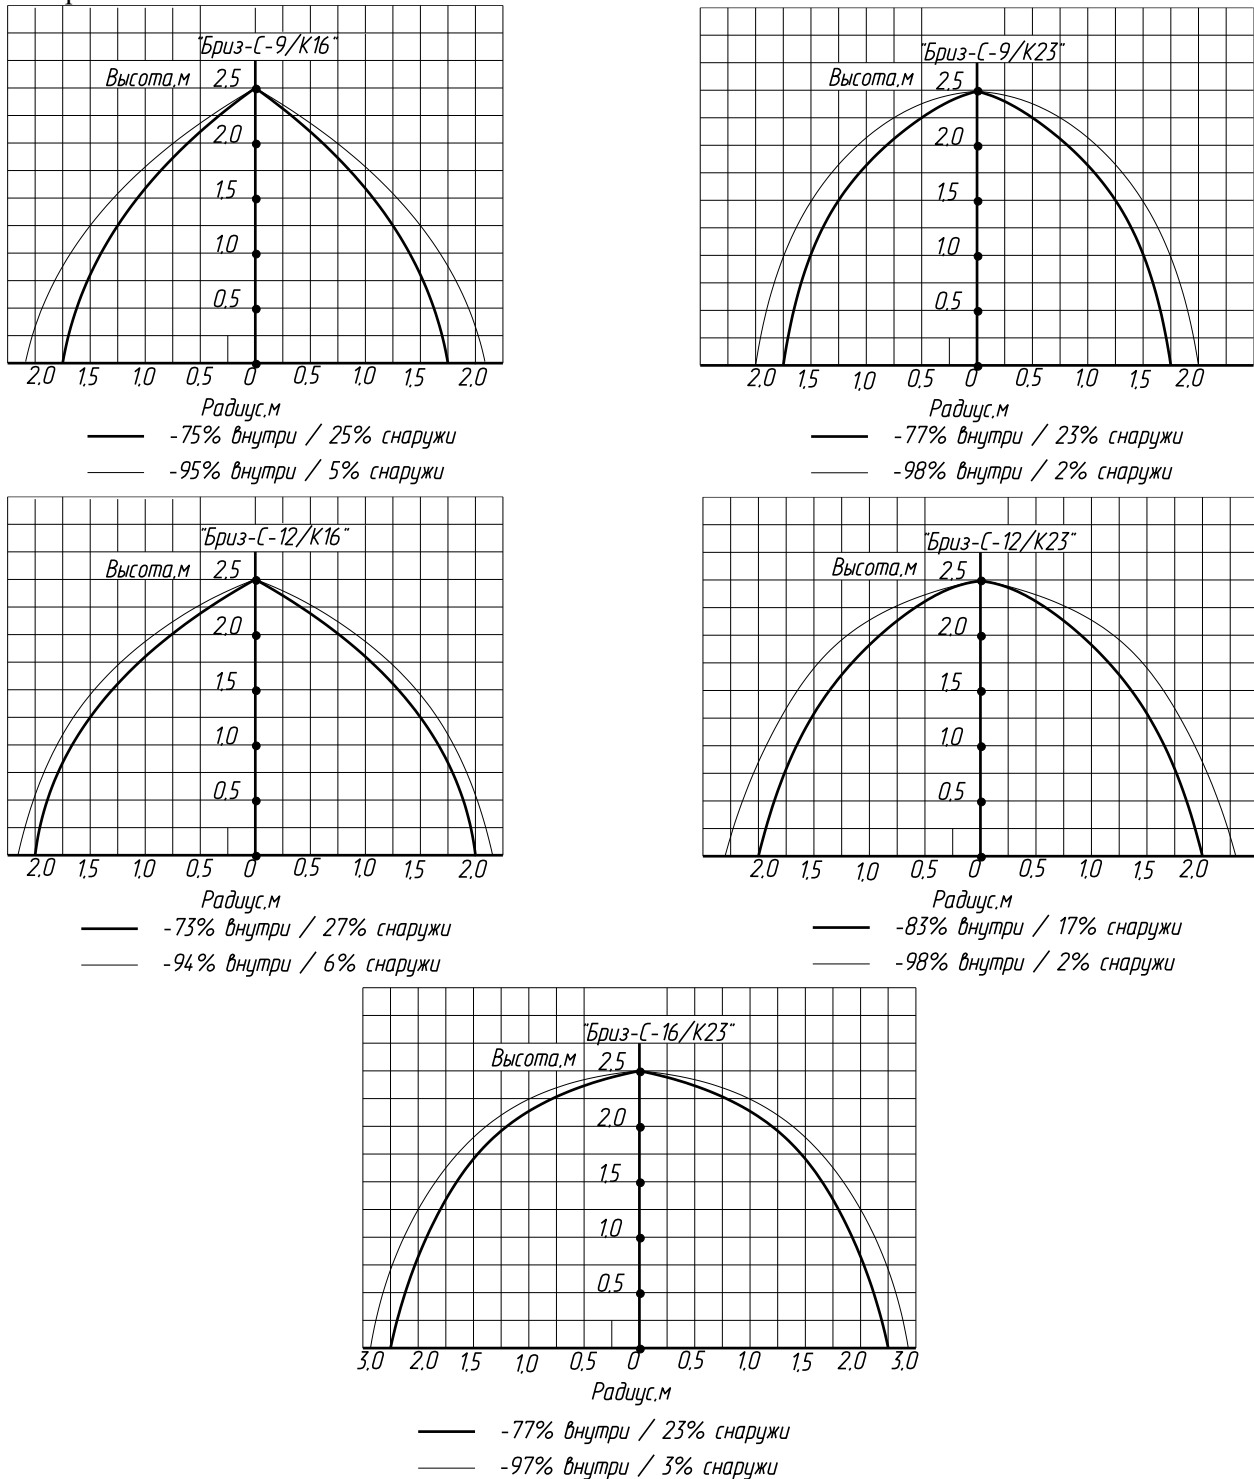 "Бриз-С-9/К16"
Высота,м
2,5
2,0
1,5
1,0
0,5
2,0 1,5 1,0 0,5 0 0,5 1,0 1,5 2,0
Радиус,м
-75% внутри / 25% снаружи
-95% внутри / 5% снаружи
"Бриз-С-9/К23"
Высота,м
2,5
2,0
1,5
1,0
0,5
2,0 1,5 1,0 0,5 0 0,5 1,0 1,5 2,0
Радиус,м
-77% внутри / 23% снаружи
-98% внутри / 2% снаружи
"Бриз-С-12/К16"
Высота,м
2,5
2,0
1,5
1,0
0,5
2,0 1,5 1,0 0,5 0 0,5 1,0 1,5 2,0
Радиус,м
-73% внутри / 27% снаружи
-94% внутри / 6% снаружи
"Бриз-С-12/К23"
Высота,м
2,5
2,0
1,5
1,0
0,5
2,0 1,5 1,0 0,5 0 0,5 1,0 1,5 2,0
Радиус,м
-83% внутри / 17% снаружи
-98% внутри / 2% снаружи
"Бриз-С-16/К23"
Высота,м
2,5
2,0
1,5
1,0
0,5
3,0 2,0 1,5 1,0 0,5 0 0,5 1,0 1,5 2,0 3,0
Радиус,м
-77% внутри / 23% снаружи
-97% внутри / 3% снаружи